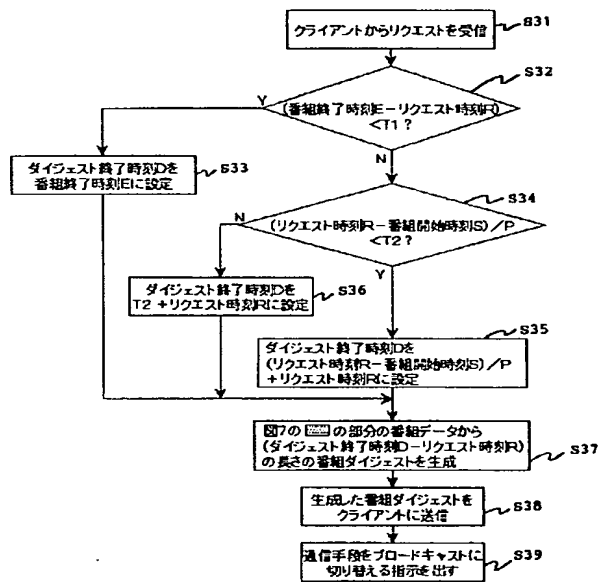 クライアントからリクエストを受信
S31
S32
(番組終了時刻E－リクエスト時刻R)
<T1？
Y
N
ダイジェスト終了時刻Dを
番組終了時刻Eに設定
S33
S34
(リクエスト時刻R－番組開始時刻S)／P
<T2？
N
Y
ダイジェスト終了時刻Dを
T2 +リクエスト時刻Rに設定
S36
S35
ダイジェスト終了時刻Dを
(リクエスト時刻R－番組開始時刻S)／P
+リクエスト時刻Rに設定
図7の の部分の番組データから
(ダイジェスト終了時刻D－リクエスト時刻R)
の長さの番組ダイジェストを生成
S37
生成した番組ダイジェストを
クライアントに送信
S38
通信手段をブロードキャストに
切り替える指示を出す
S39